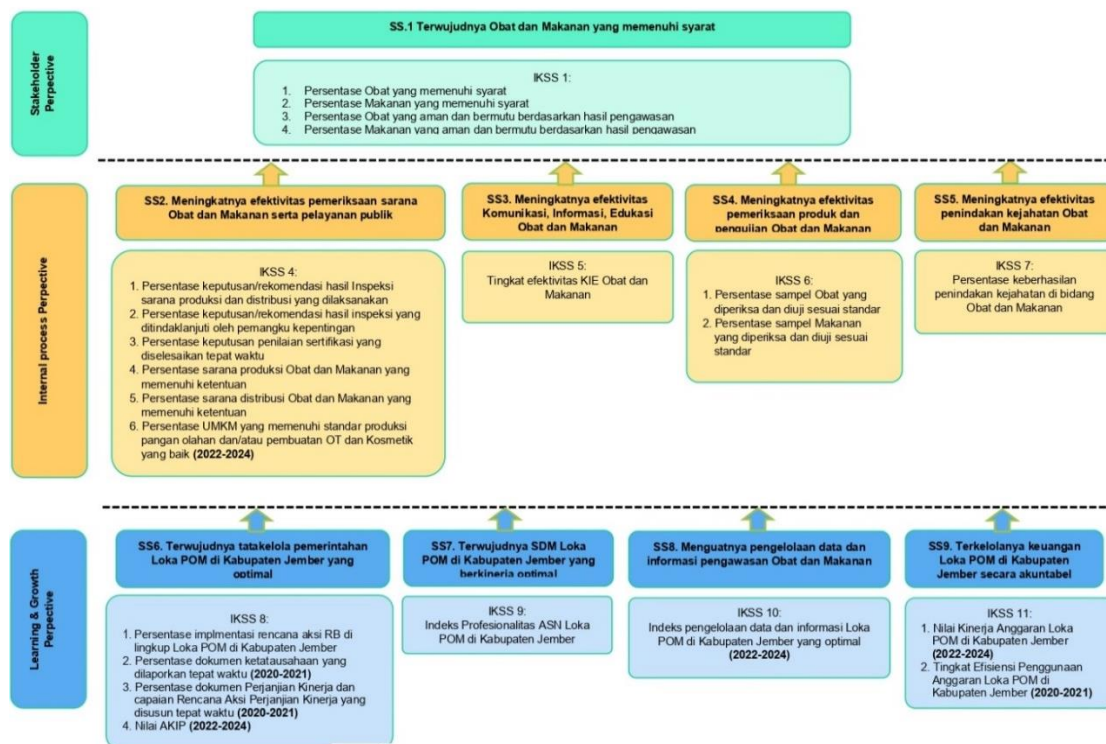 Stakeholder
Perpective
SS.1 Terwujudnya Obat dan Makanan yang memenuhi syarat
IKSS 1:
1. Persentase Obat yang memenuhi syarat
2. Persentase Makanan yang memenuhi syarat
3. Persentase Obat yang aman dan bermutu berdasarkan hasil pengawasan
4. Persentase Makanan yang aman dan bermutu berdasarkan hasil pengawasan
Internal process Perpective
SS2. Meningkatnya efektivitas pemeriksaan sarana
Obat dan Makanan serta pelayanan publik
IKSS 4:
1. Persentase keputusan/rekomendasi hasil Inspeksi
sarana produksi dan distribusi yang dilaksanakan
2. Persentase keputusan/rekomendasi hasil inspeksi yang
ditindaklanjuti oleh pemangku kepentingan
3. Persentase keputusan penilaian sertifikasi yang
diselesaikan tepat waktu
4. Persentase sarana produksi Obat dan Makanan yang
memenuhi ketentuan
5. Persentase sarana distribusi Obat dan Makanan yang
memenuhi ketentuan
6. Persentase UMKM yang memenuhi standar produksi
pangan olahan dan/atau pembuatan OT dan Kosmetik
yang baik (2022-2024)
SS3. Meningkatnya efektivitas
Komunikasi, Informasi, Edukasi
Obat dan Makanan
IKSS 5:
Tingkat efektivitas KIE Obat dan
Makanan
SS4. Meningkatnya efektivitas
pemeriksaan produk dan
pengujian Obat dan Makanan
IKSS 6:
1. Persentase sampel Obat yang
diperiksa dan diuji sesuai standar
2. Persentase sampel Makanan
yang diperiksa dan diuji sesuai
standar
SS5. Meningkatnya efektivitas
penindakan kejahatan Obat
dan Makanan
IKSS 7:
Persentase keberhasilan
penindakan kejahatan di bidang
Obat dan Makanan
Learning & Growth
Perpective
SS6. Terwujudnya tatakelola pemerintahan
Loka POM di Kabupaten Jember yang
optimal
IKSS 8:
1. Persentase implmentasi rencana aksi RB di
lingkup Loka POM di Kabupaten Jember
2. Persentase dokumen ketatausahaan yang
dilaporkan tepat waktu (2020-2021)
3. Persentase dokumen Perjanjian Kinerja dan
capaian Rencana Aksi Perjanjian Kinerja yang
disusun tepat waktu (2020-2021)
4. Nilai AKIP (2022-2024)
SS7. Terwujudnya SDM Loka
POM di Kabupaten Jember yang
berkinerja optimal
IKSS 9:
Indeks Profesionalitas ASN Loka
POM di Kabupaten Jember
SS8. Menguatnya pengelolaan data dan
informasi pengawasan Obat dan Makanan
IKSS 10:
Indeks pengelolaan data dan informasi Loka
POM di Kabupaten Jember yang optimal
(2022-2024)
SS9. Terkelolanya keuangan
Loka POM di Kabupaten
Jember secara akuntabel
IKSS 11:
1. Nilai Kinerja Anggaran Loka
POM di Kabupaten Jember
(2022-2024)
2. Tingkat Efisiensi Penggunaan
Anggaran Loka POM di
Kabupaten Jember (2020-2021)